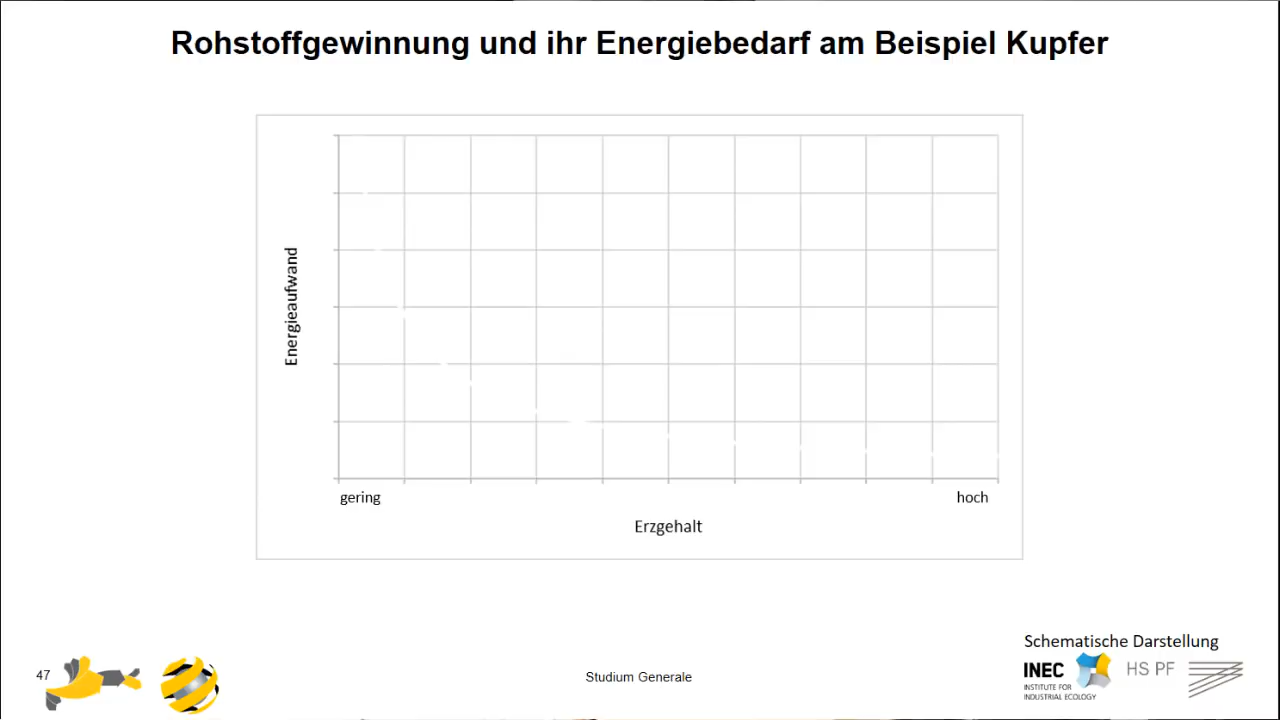 Rohstoffgewinnung und ihr Energiebedarf am Beispiel Kupfer
Energieaufwand
gering
hoch
Erzgehalt
Schematische Darstellung
47
Studium Generale
INEC
INSTITUTE FOR
INDUSTRIAL ECOLOGY
HS PF